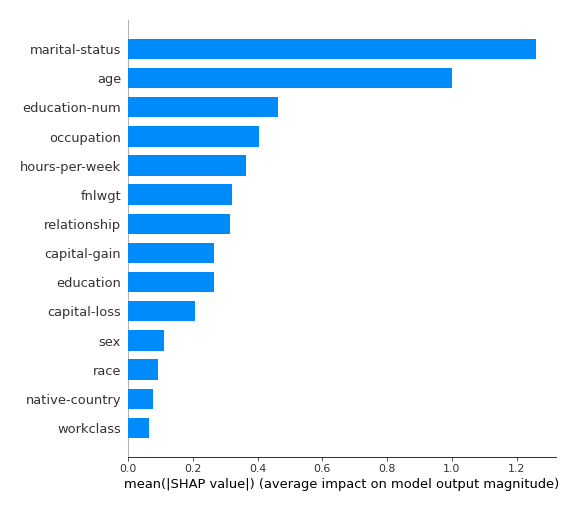 marital-status
age
education-num
occupation
hours-per-week
fnlwgt
relationship
capital-gain
education
capital-loss
sex
race
native-country
workclass
0.0 0.2 0.4 0.6 0.8 1.0 1.2
mean(|SHAP value|) (average impact on model output magnitude)